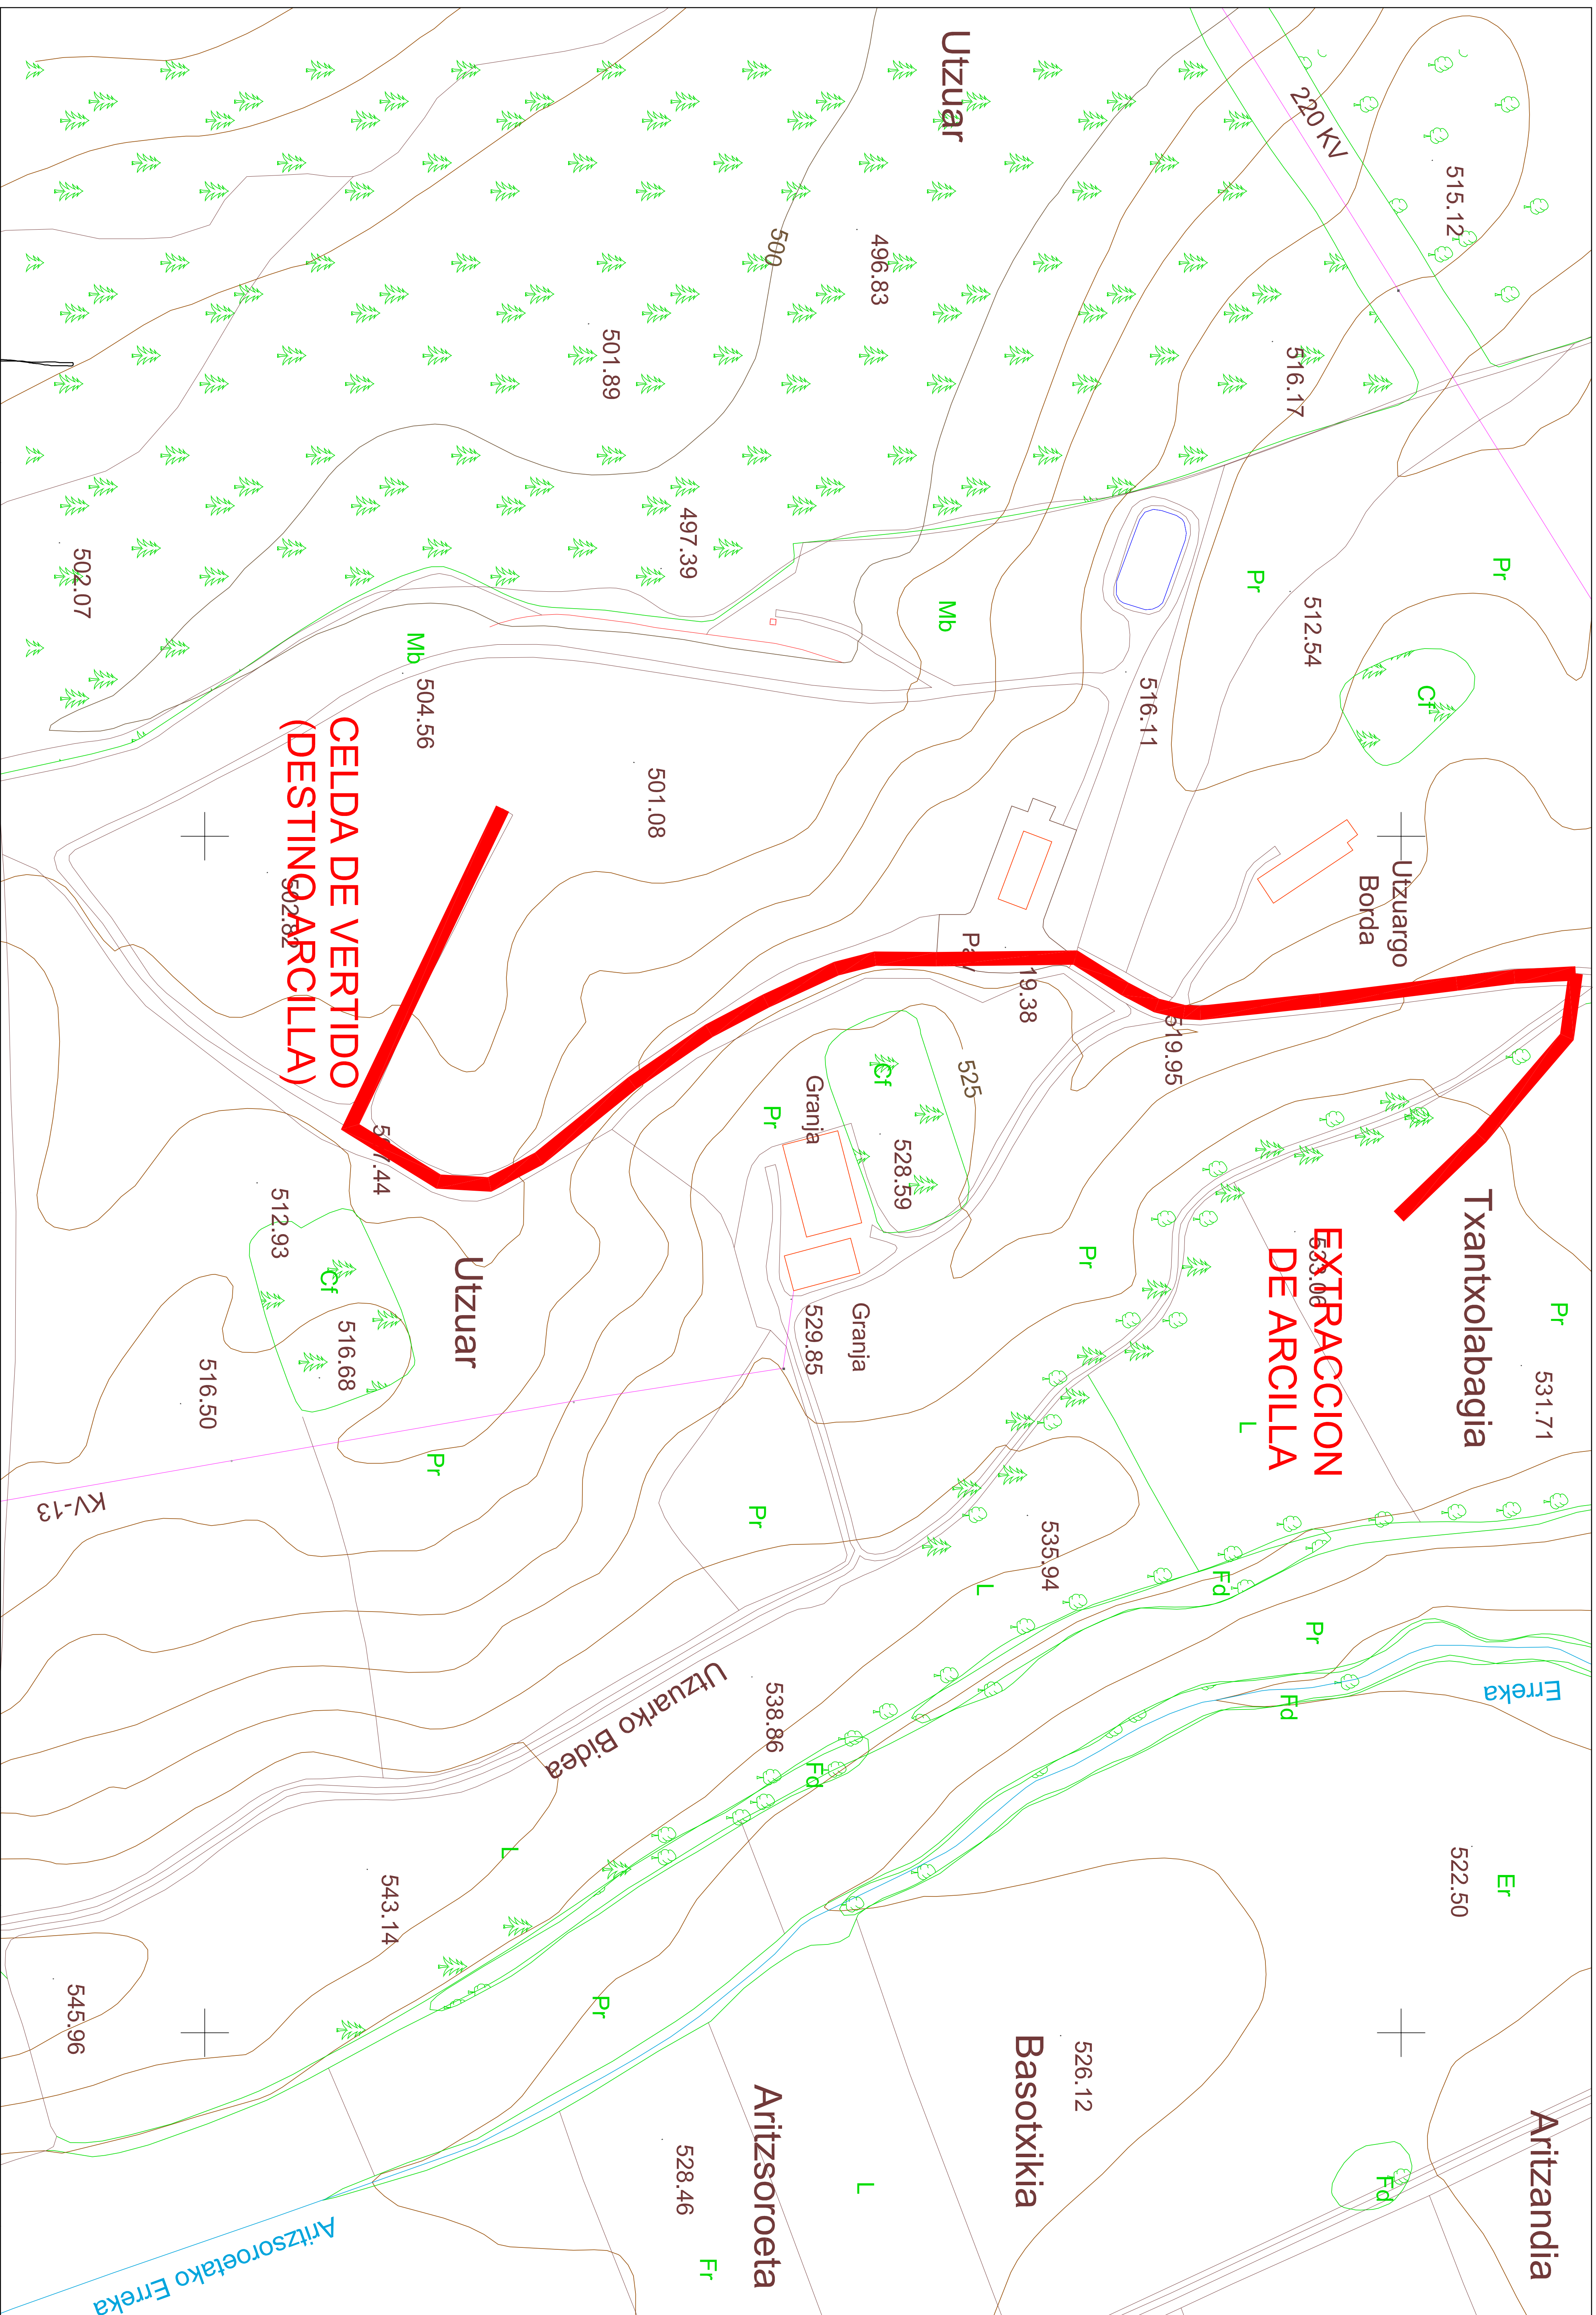 Aritzandia
Pr
531.71
Erreka
Er
Pr
Txantxolabagia
522.50
515.12
Cf
Utzuargo
Borda
Fd
220 KV
EXTRACCION
DE ARCILLA
533.06
Pr
512.54
516.17
Fd
Pr
L
Fd
519.95
516.11
Pr
526.12
535.94
Basotxikia
19.38
L
525
Utzuar
Mb
528.59
Cf
496.83
L
Granja
529.85
Granja
Fd
500
538.86
Pr
Aritzsoroeta
Pr
Fr
497.39
528.46
501.08
Utzuarko Bidea
501.89
Pr
L
Utzuar
Pr
504.56
Mb
543.14
CELDA DE VERTIDO
(DESTINO ARCILLA)
516.68
Cf
502.82
512.93
Aritzsoroetako Erreka
516.50
502.07
545.96
KV-13